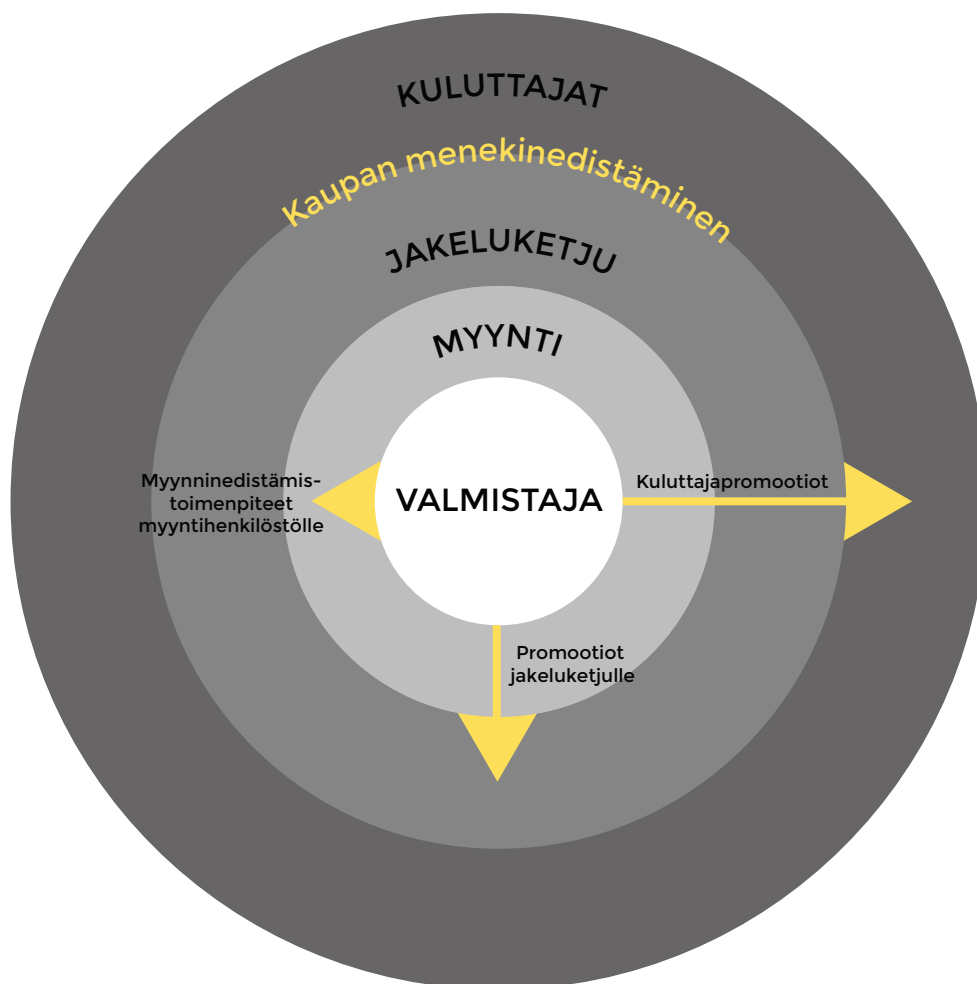 KULUTTAJAT
Kaupan menekinedistäminen
JAKELUKETJU
MYYNTI
Myynninedistämis-
toimenpiteet
myyntihenkilöstölle
VALMISTAJA
Kuluttajapromootiot
Promootiot
jakeluketjulle